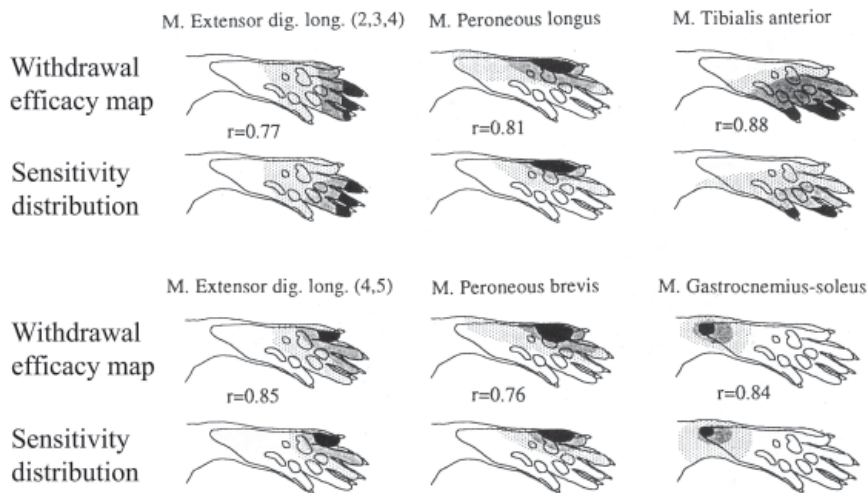 M. Extensor dig. long. (2,3,4) M. Peroneous longus M. Tibialis anterior
Withdrawal
efficacy map
r=0.77 r=0.81 r=0.88
Sensitivity
distribution
M. Extensor dig. long. (4,5) M. Peroneous brevis M. Gastrocnemius-soleus
Withdrawal
efficacy map
r=0.85 r=0.76 r=0.84
Sensitivity
distribution